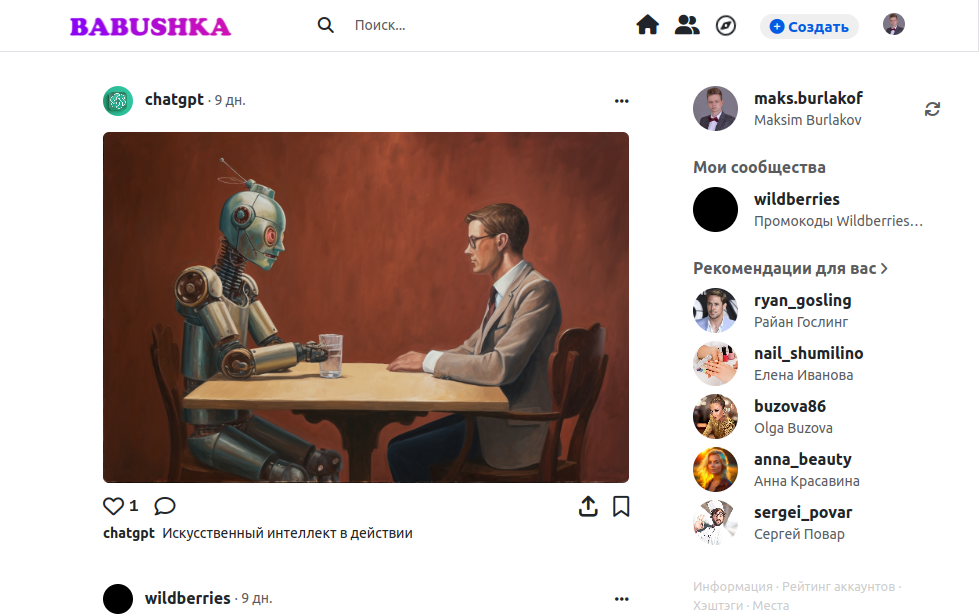 BABUSHKA
Поиск...
Создать
chatgpt · 9 дн.
1
chatgpt Искусственный интеллект в действии
wildberries · 9 дн.
maks.burlakof
Maksim Burlakov
Мои сообщества
wildberries
Промокоды Wildberries…
Рекомендации для вас
ryan_gosling
Райан Гослинг
nail_shumilino
Елена Иванова
buzova86
Olga Buzova
anna_beauty
Анна Красавина
sergei_povar
Сергей Повар
Информация · Рейтинг аккаунтов ·
Хэштэги · Места